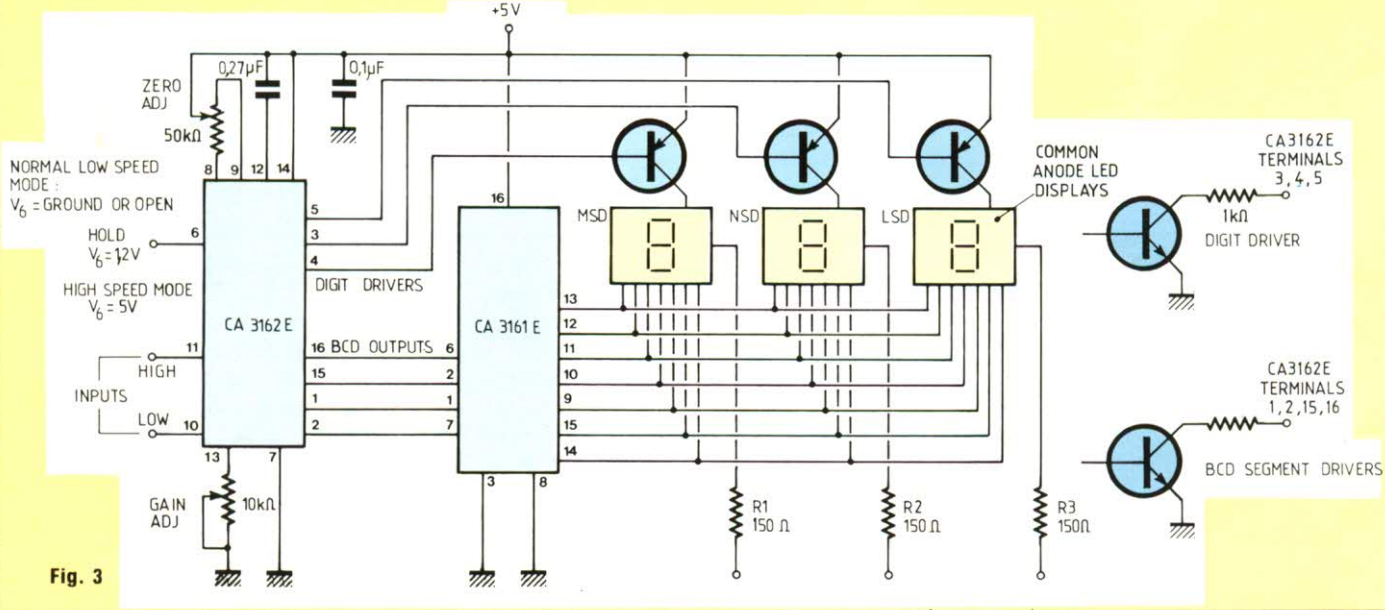 +5V
0,27µF
0,1µF
ZERO
ADJ
50kΩ
8
9
12
14
NORMAL LOW SPEED
MODE :
V6 = GROUND OR OPEN
HOLD
V6 = 1,2V
6
HIGH SPEED MODE
V6 = 5V
CA 3162 E
5
3
4
DIGIT DRIVERS
11
HIGH
INPUTS
LOW
10
16
BCD OUTPUTS
6
15
2
1
1
2
7
13
7
GAIN
ADJ
10kΩ
16
CA 3161 E
13
12
11
10
9
15
14
3
8
MSD
8
NSD
8
LSD
8
COMMON
ANODE LED
DISPLAYS
R1
150 Ω
R2
150 Ω
R3
150Ω
CA3162E
TERMINALS
3, 4, 5
1kΩ
DIGIT DRIVER
CA3162E
TERMINALS
1, 2, 15, 16
BCD SEGMENT DRIVERS
Fig. 3